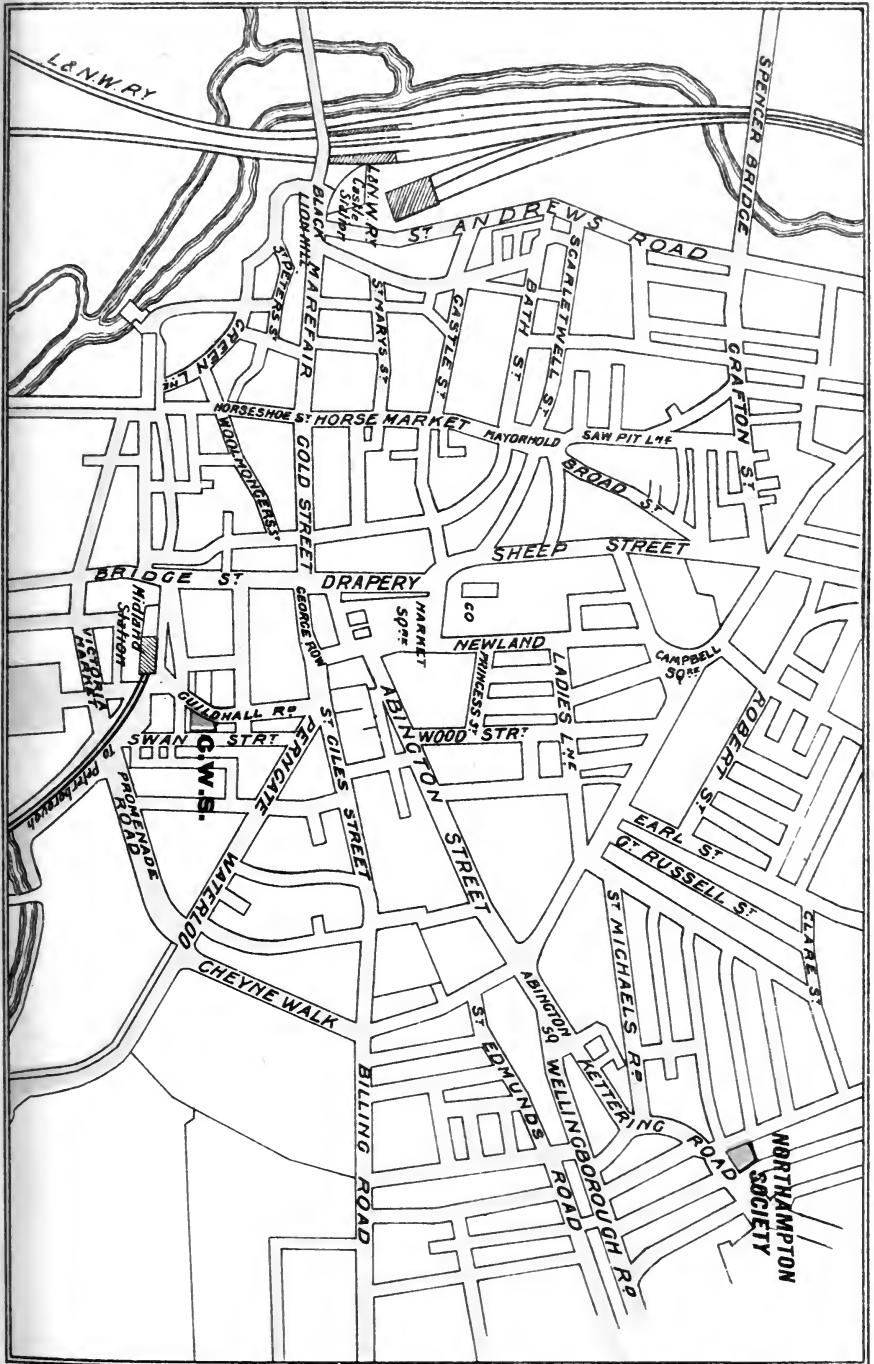 L & N.W. RY
SPENCER BRIDGE
L&N.W. RY
Castle
Station
ST ANDREWS ROAD
BLACK
LION HILL
MAREFAIR
ST PETERS ST
ST MARYS ST
CASTLE ST
BATH ST
SCARLETWELL ST
GRAFTON ST
GREEN LNE
HORSESHOE ST
HORSE MARKET
MAYORHOLD
SAW PIT LNE
WOOLMONGERS ST
GOLD STREET
BROAD ST
SHEEP STREET
BRIDGE ST
DRAPERY
Midland
Station
VICTORIA
MARKET
GEORGE ROW
MARKET
SQRE
CO
NEWLAND
PRINCESS ST
LADIES LNE
CAMPBELL
SQRE
ROBERT ST
GUILDHALL RD
ABINGTON STREET
WOOD STRT
SWAN STRT
C.W.S.
DERNGATE
ST GILES STREET
To Peterborough
PROMENADE
ROAD
WATERLOO
EARL ST
GT RUSSELL ST
CLARE ST
ST MICHAELS RD
CHEYNE WALK
ABINGTON
SQ
ST EDMUNDS ROAD
WELLINGBOROUGH RD
KETTERING ROAD
BILLING ROAD
NORTHAMPTON
SOCIETY